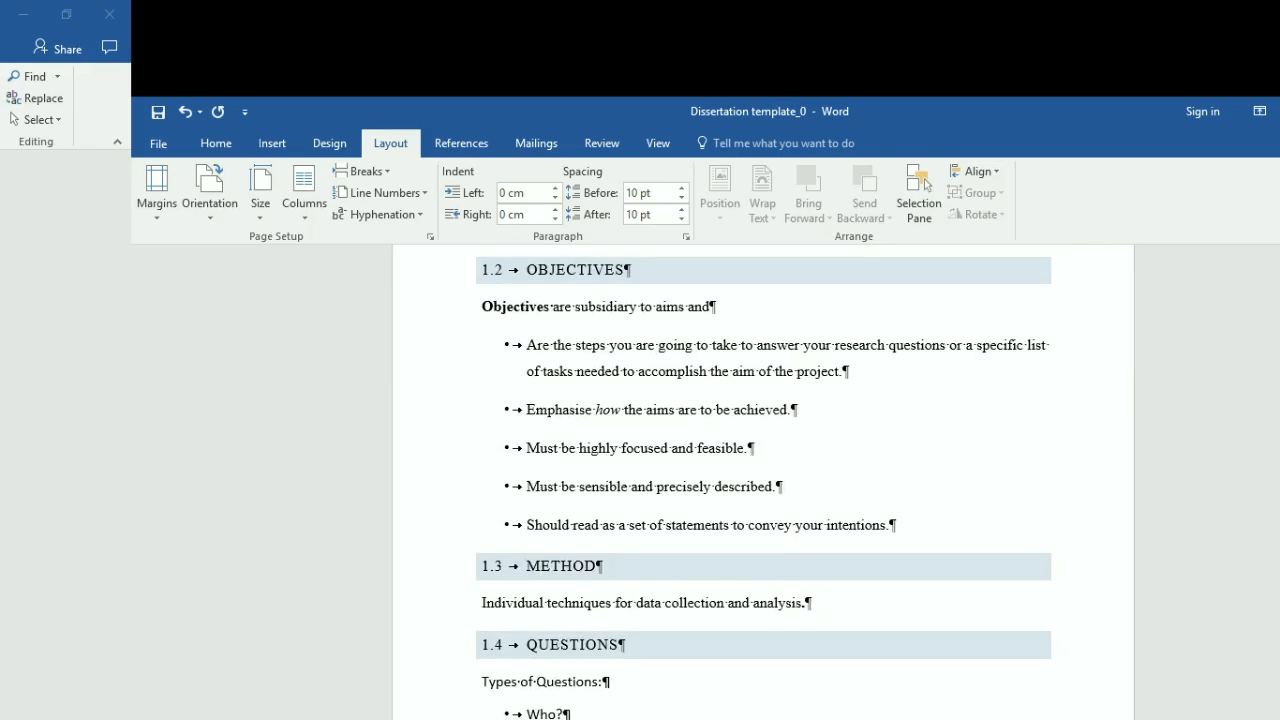 Share
Find
Replace
Select
Editing
Dissertation template_0 - Word
Sign in
File Home Insert Design Layout References Mailings Review View Tell me what you want to do
Margins Orientation Size Columns
Breaks
Line Numbers
Hyphenation
Page Setup
Indent Spacing
Left: 0 cm Before: 10 pt
Right: 0 cm After: 10 pt
Paragraph
Position Wrap Text Bring Forward Send Backward Selection Pane
Align
Group
Rotate
Arrange
1.2 → OBJECTIVES¶
Objectives·are·subsidiary·to·aims·and¶
•→Are·the·steps·you·are·going·to·take·to·answer·your·research·questions·or·a·specific·list·
of·tasks·needed·to·accomplish·the·aim·of·the·project.¶
•→Emphasise·how·the·aims·are·to·be·achieved.¶
•→Must·be·highly·focused·and·feasible.¶
•→Must·be·sensible·and·precisely·described.¶
•→Should·read·as·a·set·of·statements·to·convey·your·intentions.¶
1.3 → METHOD¶
Individual·techniques·for·data·collection·and·analysis.¶
1.4 → QUESTIONS¶
Types·of·Questions:¶
•→Who?¶